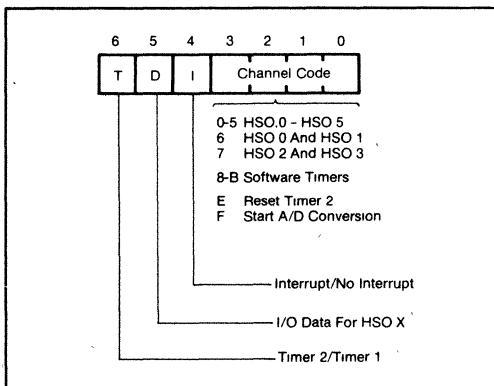 6 5 4 3 2 1 0
T D I Channel Code
0-5 HSO.0 - HSO 5
6 HSO 0 And HSO 1
7 HSO 2 And HSO 3
8-B Software Timers
E Reset Timer 2
F Start A/D Conversion
Interrupt/No Interrupt
I/O Data For HSO X
Timer 2/Timer 1